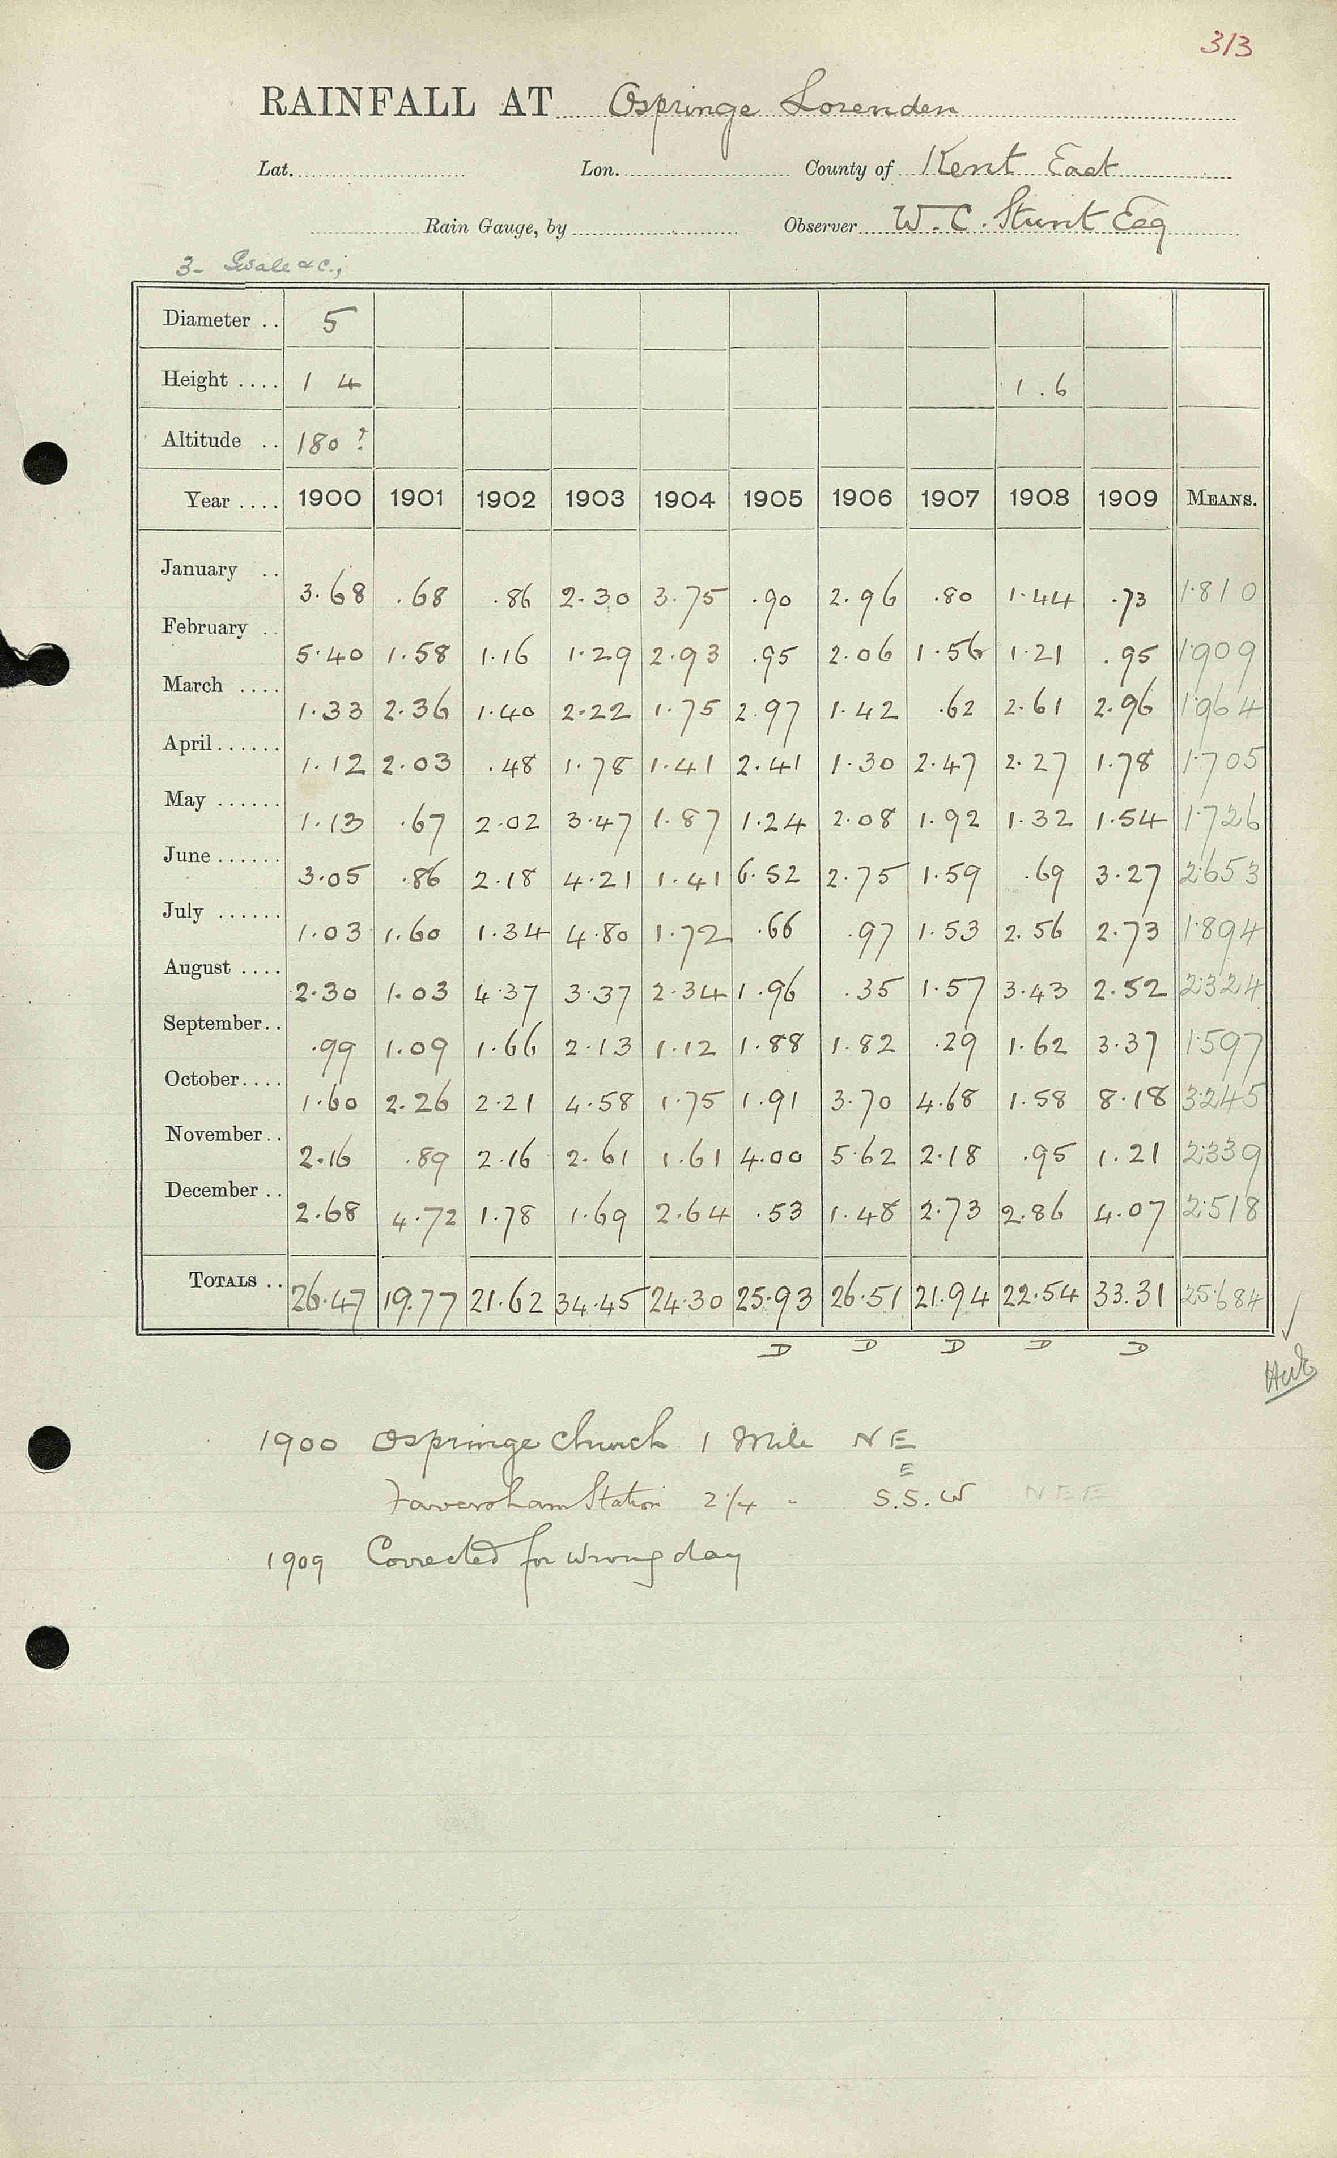 313
RAINFALL AT Ospringe Lorenden
Lat. Lon. County of Kent East
Rain Gauge, by Observer W. C. Stunt Esq
3- Swale &c.,
Diameter .. 5
Height .... 1 4 1.6
Altitude .. 180 ?
Year .... 1900 1901 1902 1903 1904 1905 1906 1907 1908 1909 MEANS.
January .. 3.68 .68 .86 2.30 3.75 .90 2.96 .80 1.44 .73 1.810
February .. 5.40 1.58 1.16 1.29 2.93 .95 2.06 1.56 1.21 .95 1.909
March .... 1.33 2.36 1.40 2.22 1.75 2.97 1.42 .62 2.61 2.96 1.964
April ...... 1.12 2.03 .48 1.78 1.41 2.41 1.30 2.47 2.27 1.78 1.705
May ...... 1.13 .67 2.02 3.47 1.87 1.24 2.08 1.92 1.32 1.54 1.726
June ...... 3.05 .86 2.18 4.21 1.41 6.52 2.75 1.59 .69 3.27 2.653
July ...... 1.03 1.60 1.34 4.80 1.72 .66 .97 1.53 2.56 2.73 1.894
August .... 2.30 1.03 4.37 3.37 2.34 1.96 .35 1.57 3.43 2.52 2.324
September.. .99 1.09 1.66 2.13 1.12 1.88 1.82 .29 1.62 3.37 1.597
October.... 1.60 2.26 2.21 4.58 1.75 1.91 3.70 4.68 1.58 8.18 3.245
November.. 2.16 .89 2.16 2.61 1.61 4.00 5.62 2.18 .95 1.21 2.339
December .. 2.68 4.72 1.78 1.69 2.64 .53 1.48 2.73 2.86 4.07 2.518
TOTALS .. 26.47 19.77 21.62 34.45 24.30 25.93 26.51 21.94 22.54 33.31 25.684
D D D D D
1900 Ospringe Church 1 Mile NE
E
Faversham Station 2 1/4 " S.S.W NEE
1909 Corrected for wrong day